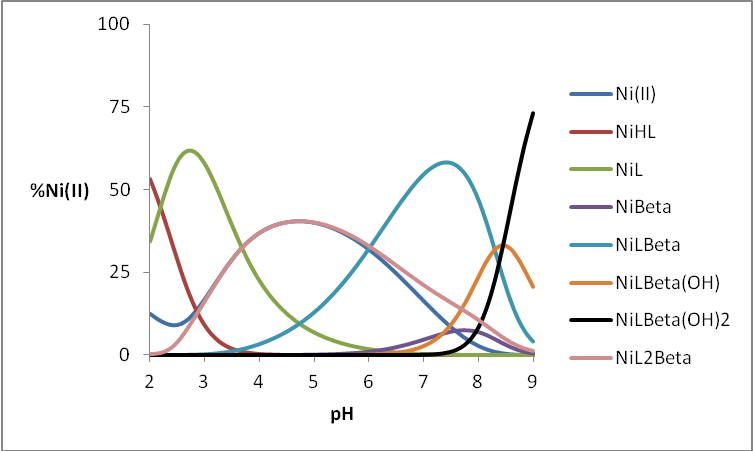 100
75
50
25
0
%Ni(II)
2 3 4 5 6 7 8 9
pH
Ni(II)
NiHL
NiL
NiBeta
NiLBeta
NiLBeta(OH)
NiLBeta(OH)2
NiL2Beta